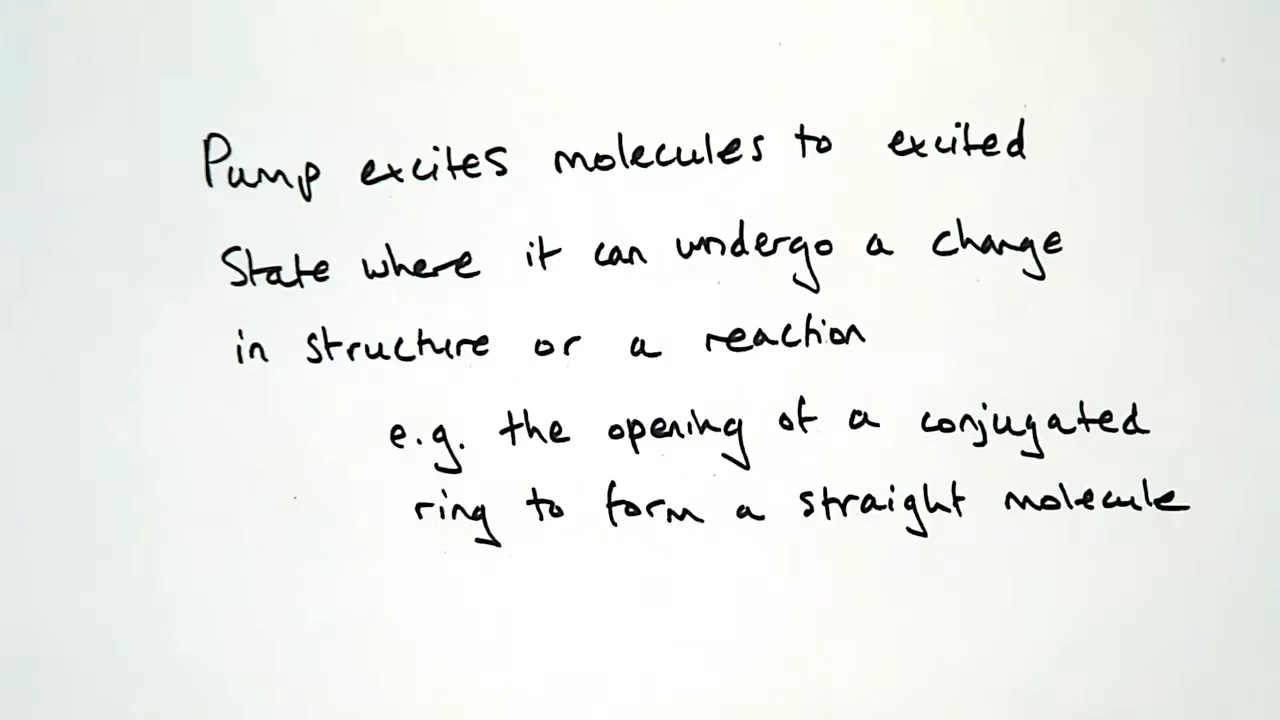 Pump excites molecules to excited
State where it can undergo a change
in structure or a reaction
e.g. the opening of a conjugated
ring to form a straight molecule